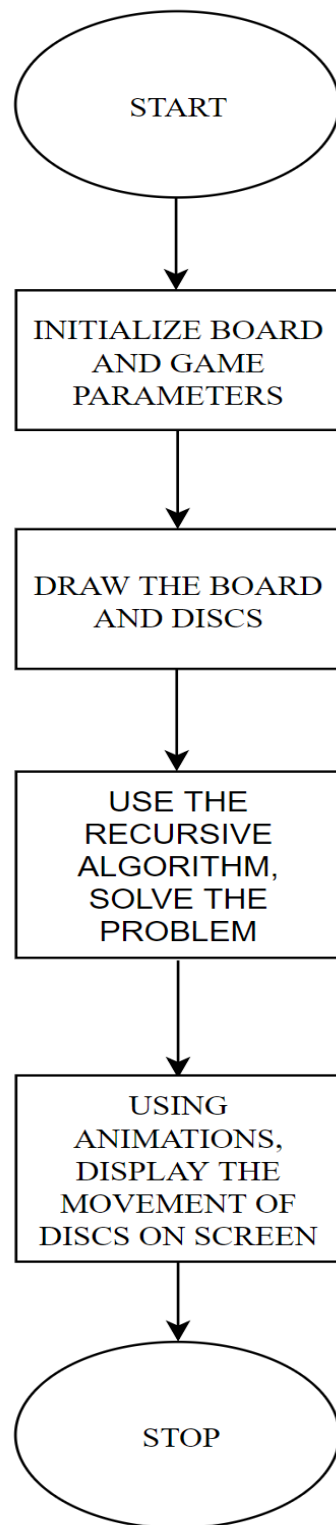 START
INITIALIZE BOARD
AND GAME
PARAMETERS
DRAW THE BOARD
AND DISCS
USE THE
RECURSIVE
ALGORITHM,
SOLVE THE
PROBLEM
USING
ANIMATIONS,
DISPLAY THE
MOVEMENT OF
DISCS ON SCREEN
STOP